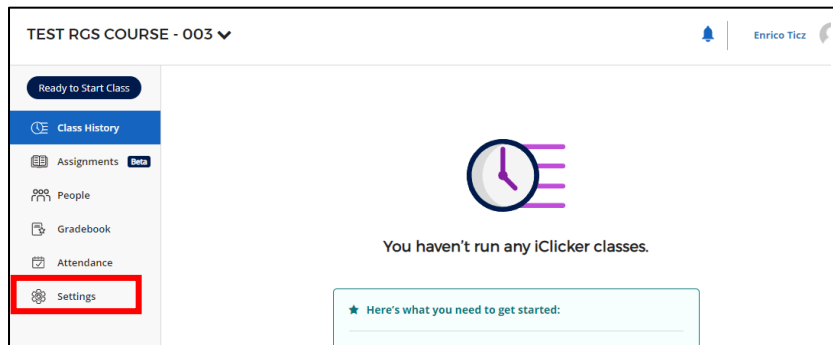 TEST RGS COURSE - 003
Enrico Ticz
Ready to Start Class
Class History
Assignments Beta
People
Gradebook
Attendance
Settings
You haven't run any iClicker classes.
Here's what you need to get started: